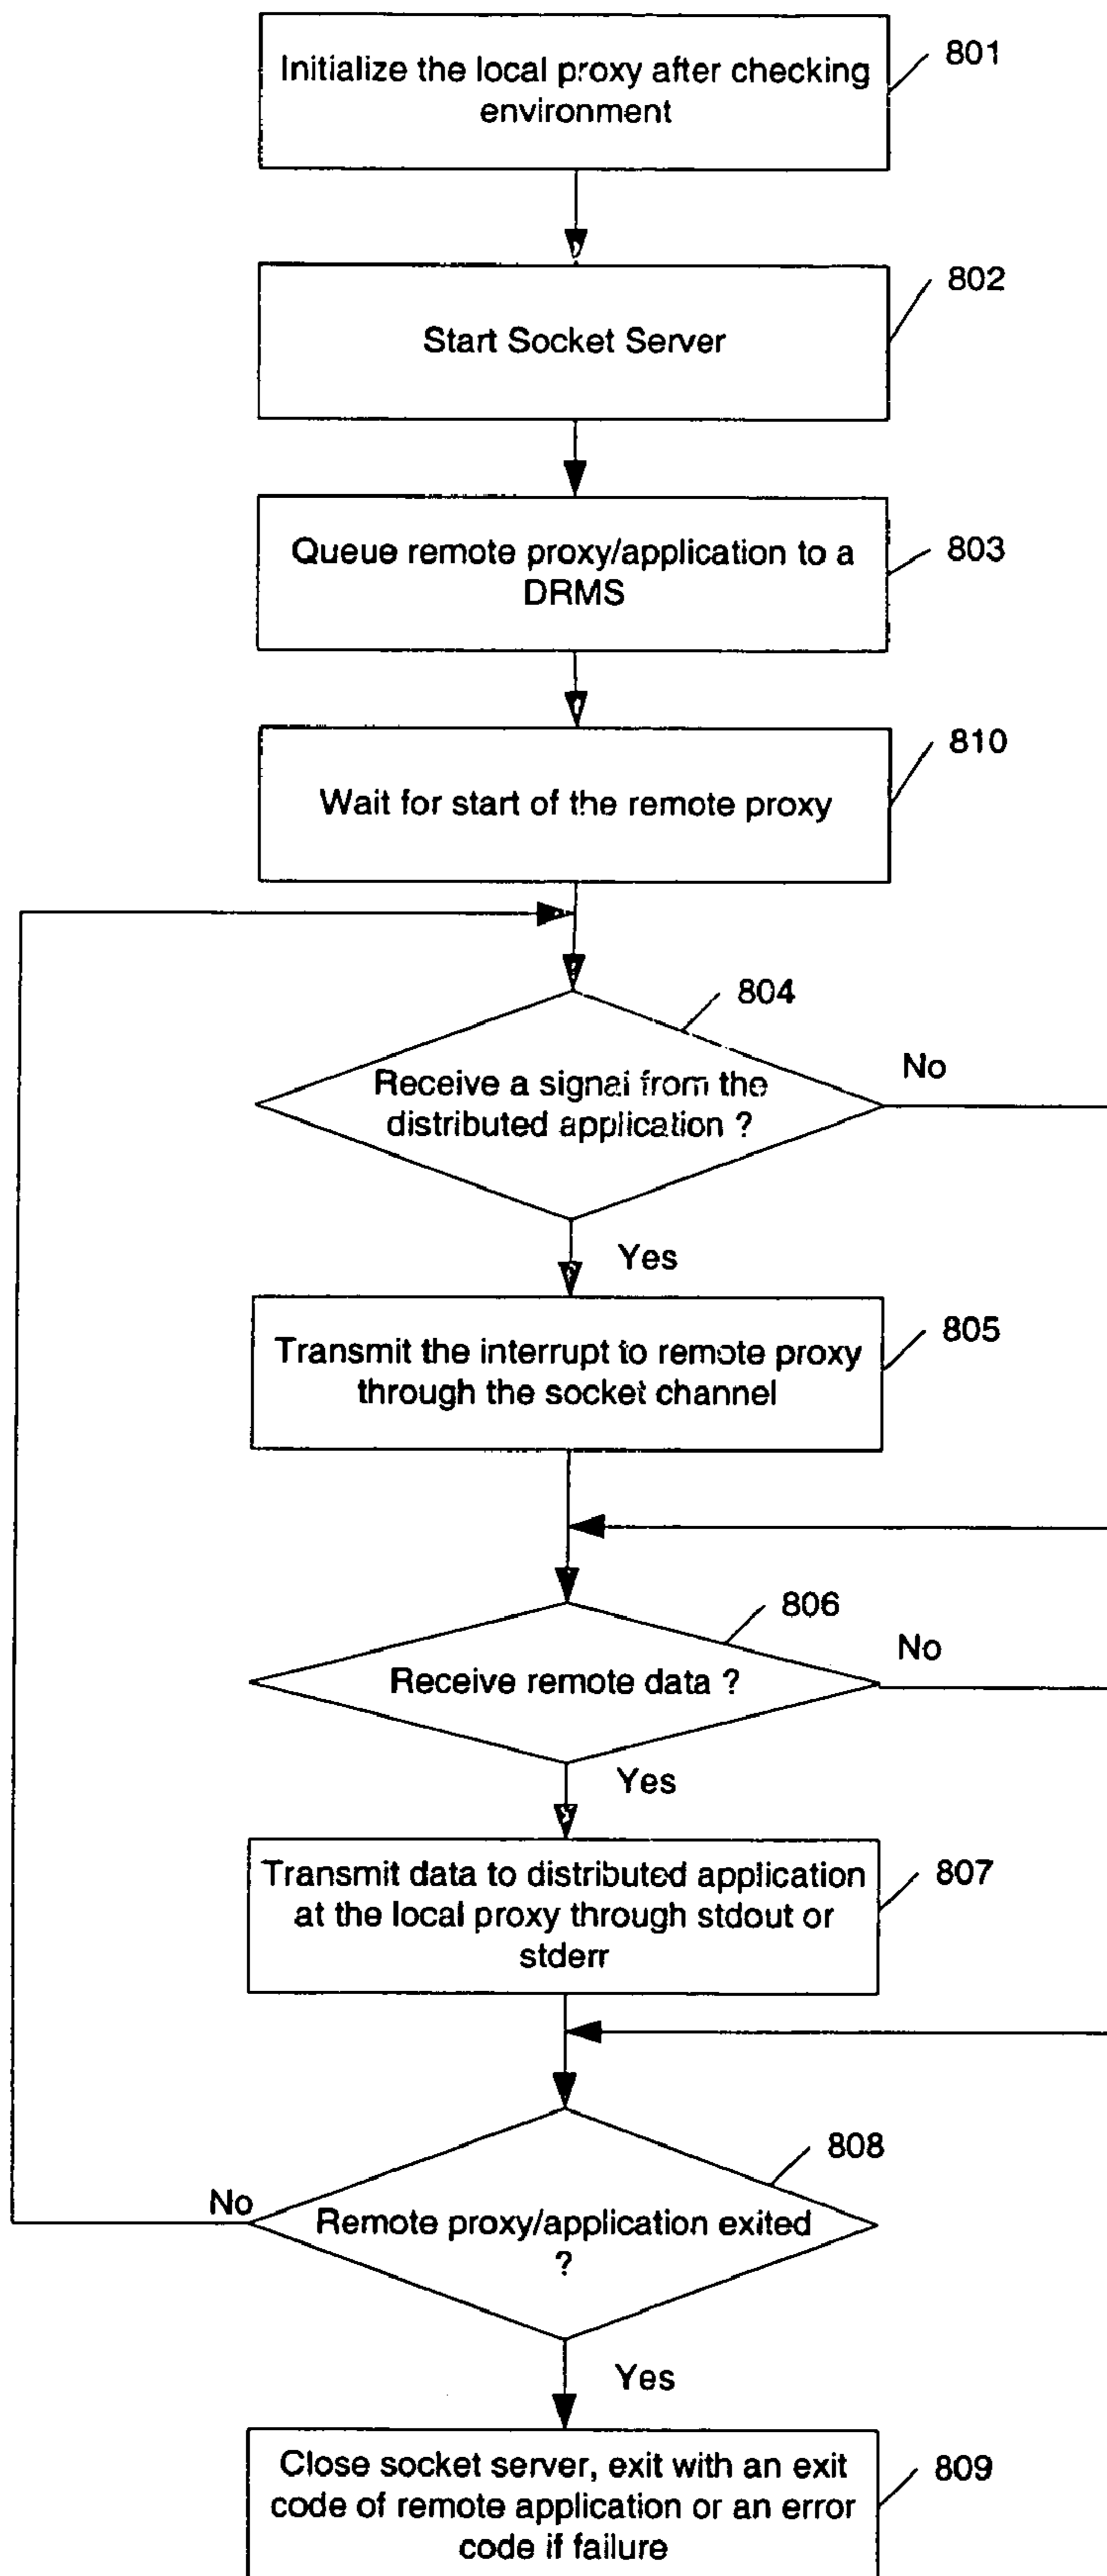 Initialize the local proxy after checking
environment
801
Start Socket Server
802
Queue remote proxy/application to a
DRMS
803
Wait for start of the remote proxy
810
804
Receive a signal from the
distributed application ?
No
Yes
Transmit the interrupt to remote proxy
through the socket channel
805
806
Receive remote data ?
No
Yes
Transmit data to distributed application
at the local proxy through stdout or
stderr
807
808
No
Remote proxy/application exited
?
Yes
Close socket server, exit with an exit
code of remote application or an error
code if failure
809